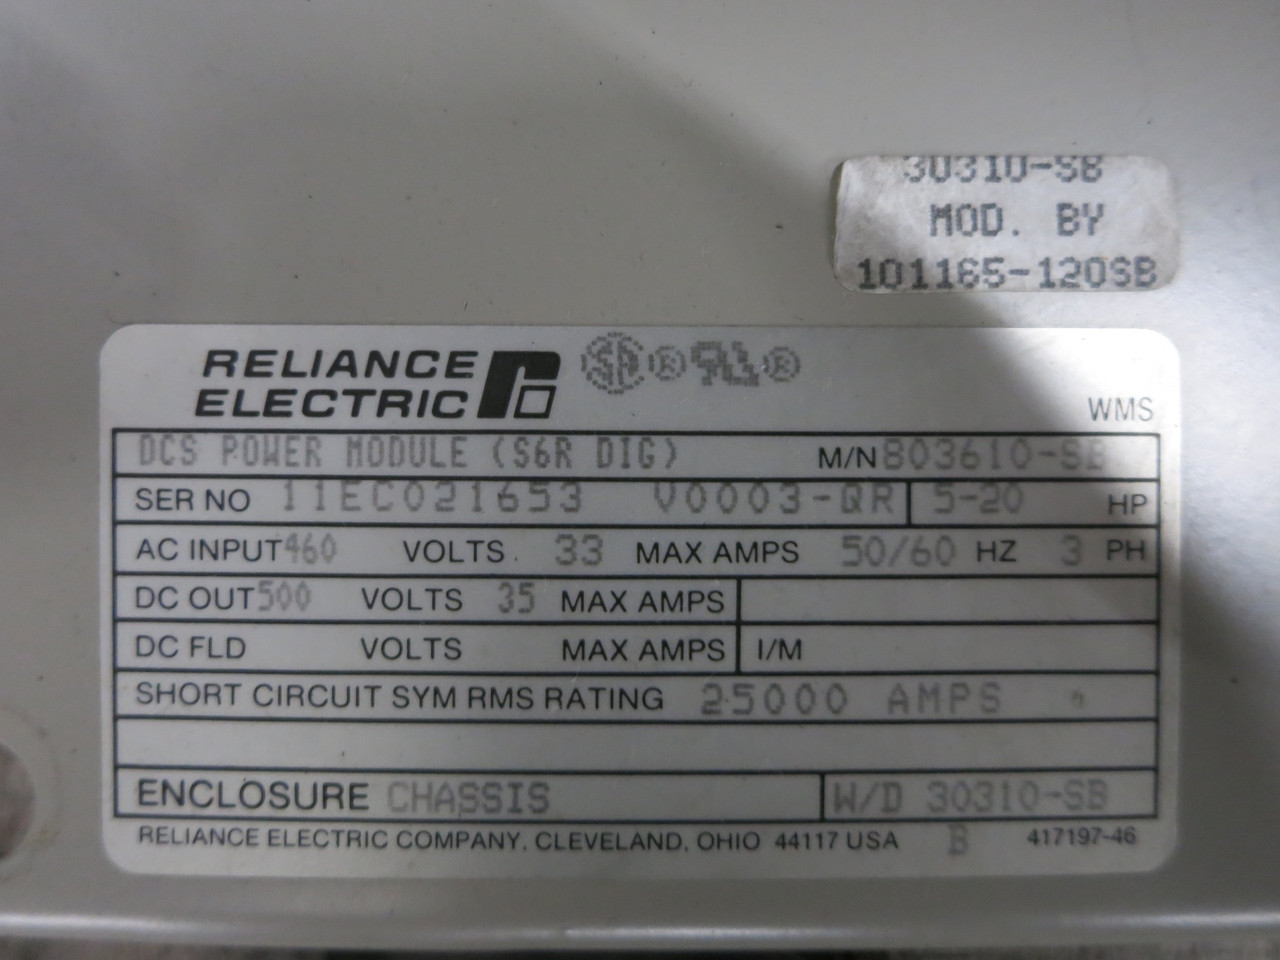 30310-SB
MOD. BY
101165-120SB
RELIANCE
ELECTRIC
SA ® UL ®
WMS
DCS POWER MODULE (S6R DIG) M/N 803610-SB
SER NO 11EC021653 V0003-QR 5-20 HP
AC INPUT 460 VOLTS. 33 MAX AMPS 50/60 HZ 3 PH
DC OUT 500 VOLTS 35 MAX AMPS
DC FLD VOLTS MAX AMPS I/M
SHORT CIRCUIT SYM RMS RATING 25000 AMPS
ENCLOSURE CHASSIS W/D 30310-SB
RELIANCE ELECTRIC COMPANY, CLEVELAND, OHIO 44117 USA B 417197-46